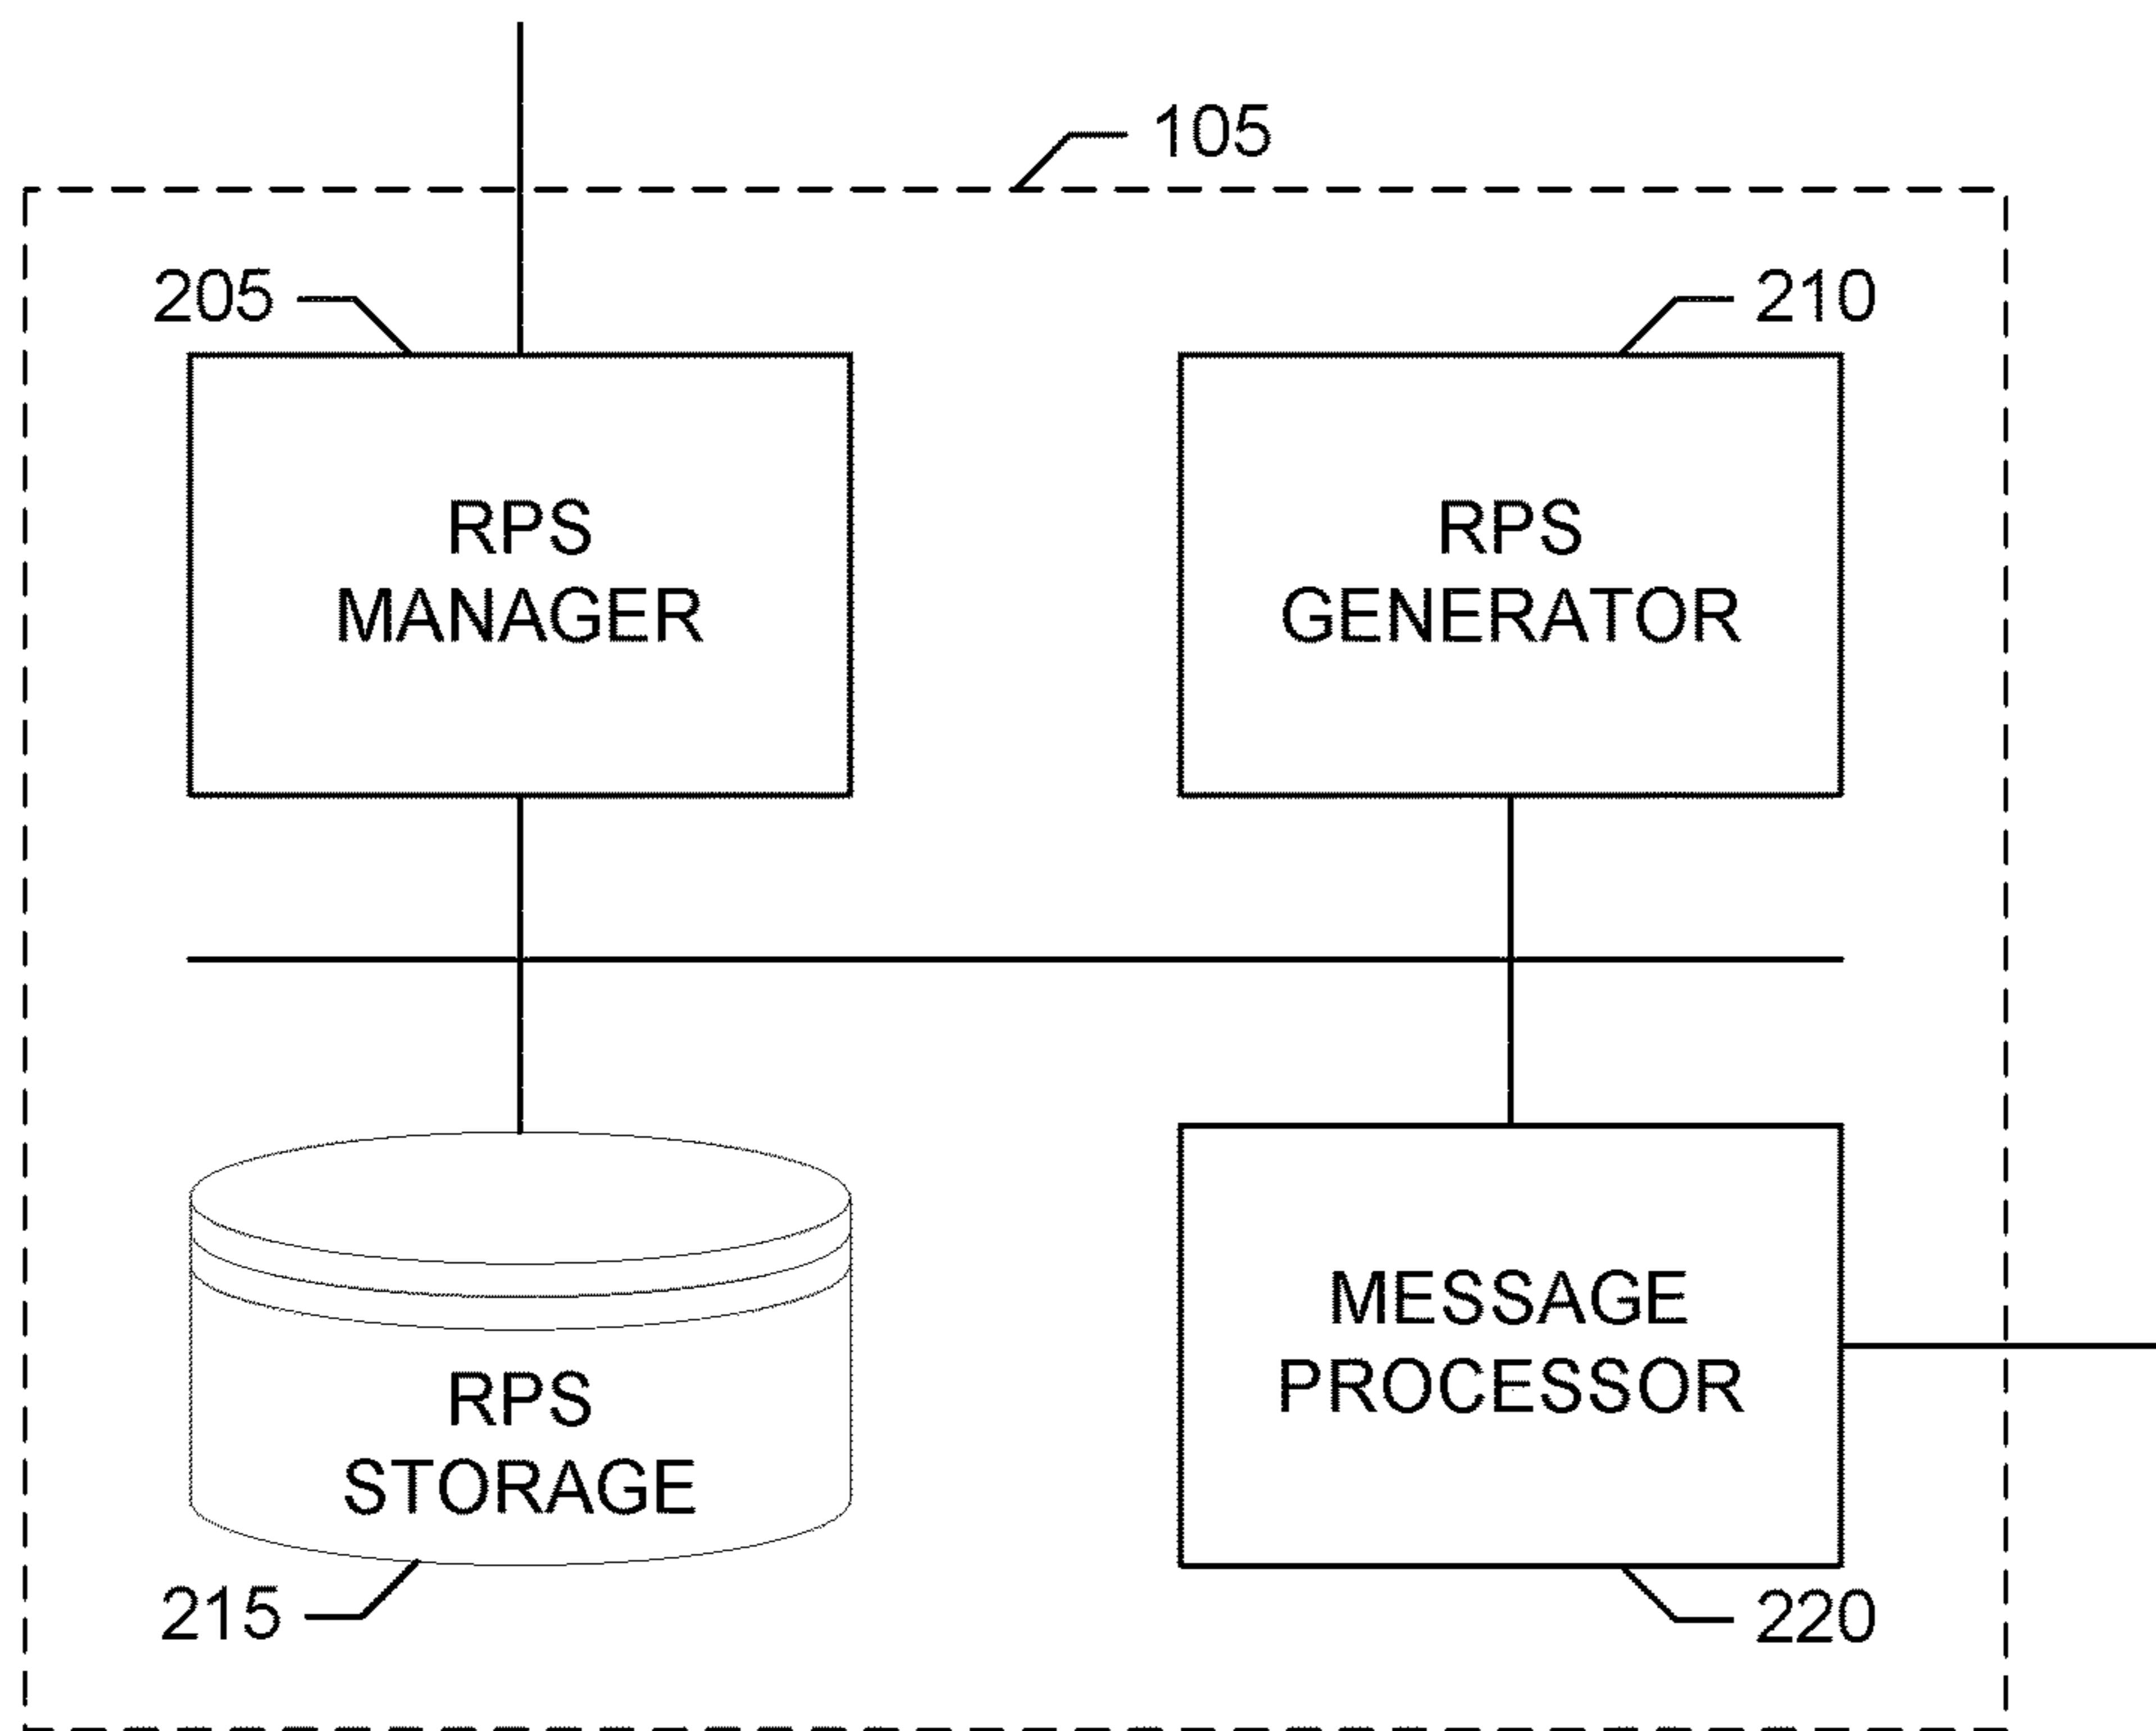 105
205
210
RPS
MANAGER
RPS
GENERATOR
RPS
STORAGE
MESSAGE
PROCESSOR
215
220